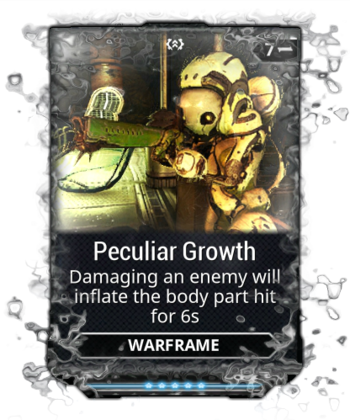 7
Peculiar Growth
Damaging an enemy will
inflate the body part hit
for 6s
WARFRAME